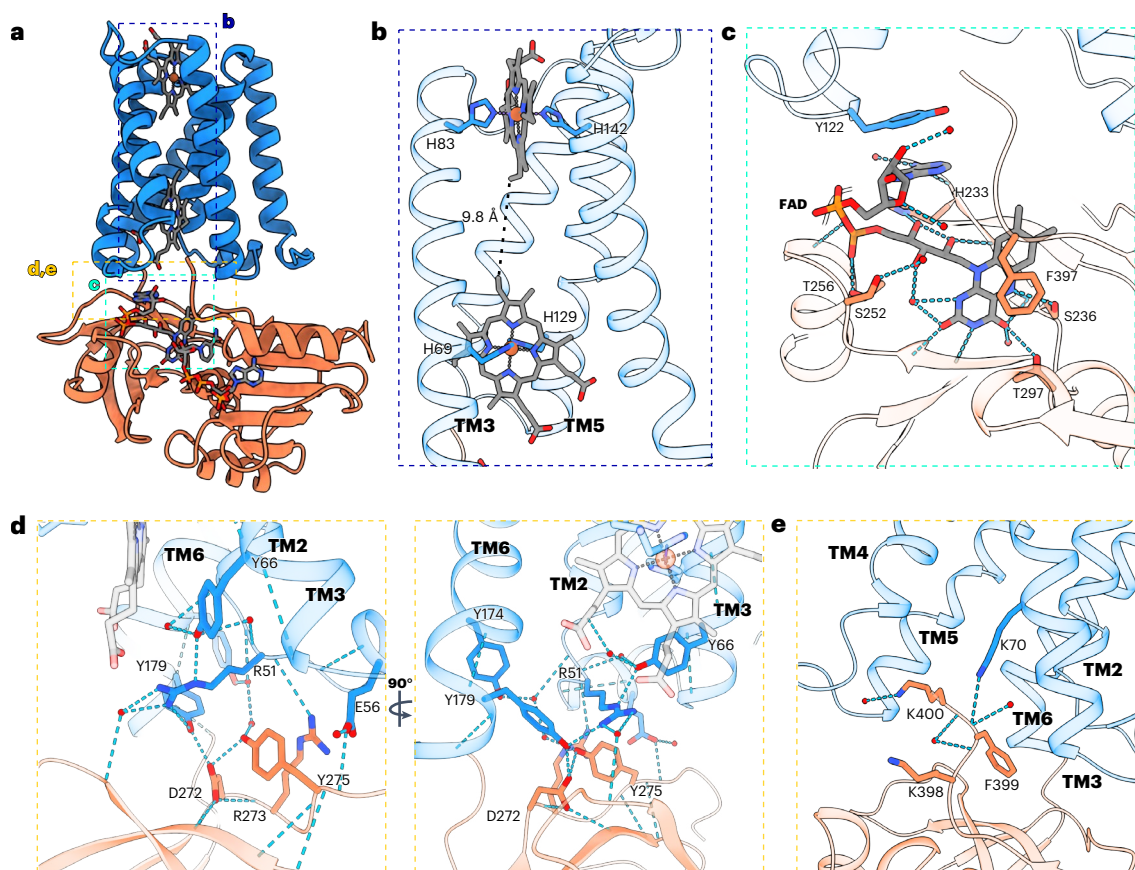 a
b
d,e
c
b
H83
H142
9.8 Å
H129
H69
TM3
TM5
c
Y122
H233
FAD
F397
T256
S252
S236
T297
d
TM6
TM2
Y66
TM3
Y179
R51
E56
D272
Y275
R273
90°
TM6
TM2
TM3
Y174
Y66
R51
Y179
Y275
D272
e
TM4
TM5
K70
TM2
K400
TM6
F399
TM3
K398